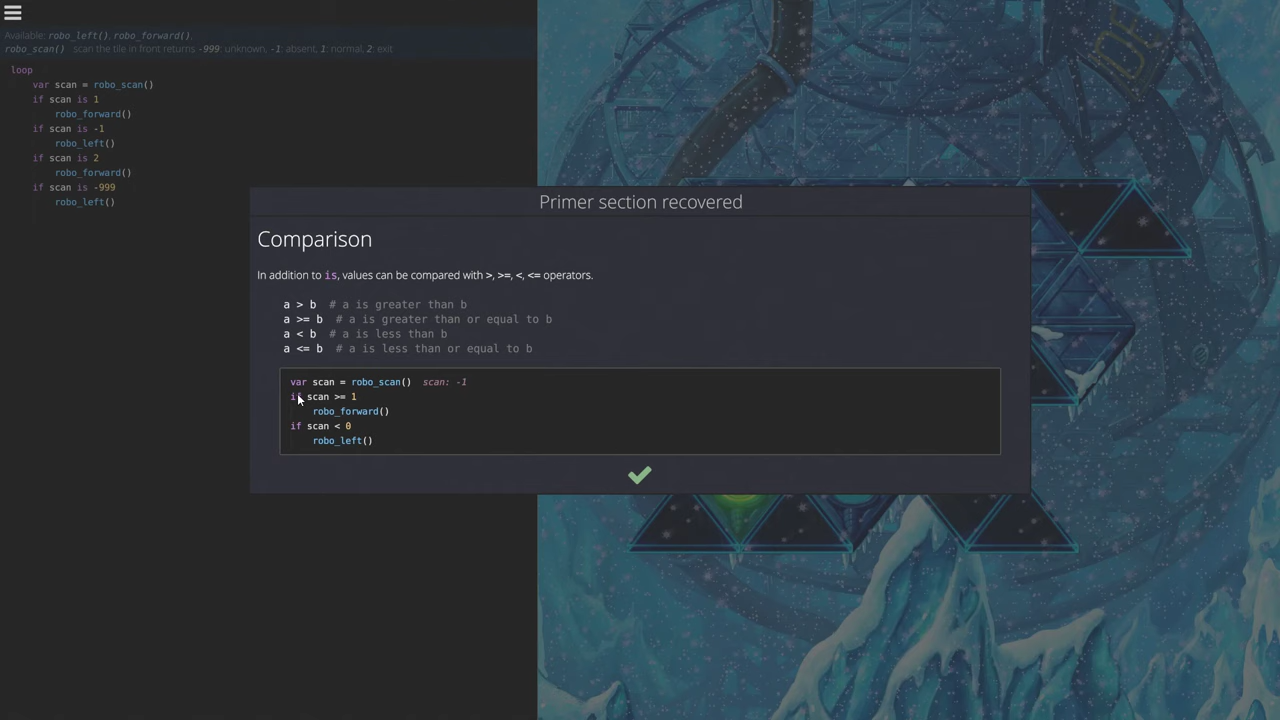 Available: robo_left(), robo_forward(),
robo_scan() scan the tile in front returns -999: unknown, -1: absent, 1: normal, 2: exit
loop
var scan = robo_scan()
if scan is 1
robo_forward()
if scan is -1
robo_left()
if scan is 2
robo_forward()
if scan is -999
robo_left()
Primer section recovered
Comparison
In addition to is, values can be compared with >, >=, <, <= operators.
a > b # a is greater than b
a >= b # a is greater than or equal to b
a < b # a is less than b
a <= b # a is less than or equal to b
var scan = robo_scan() scan: -1
if scan >= 1
robo_forward()
if scan < 0
robo_left()